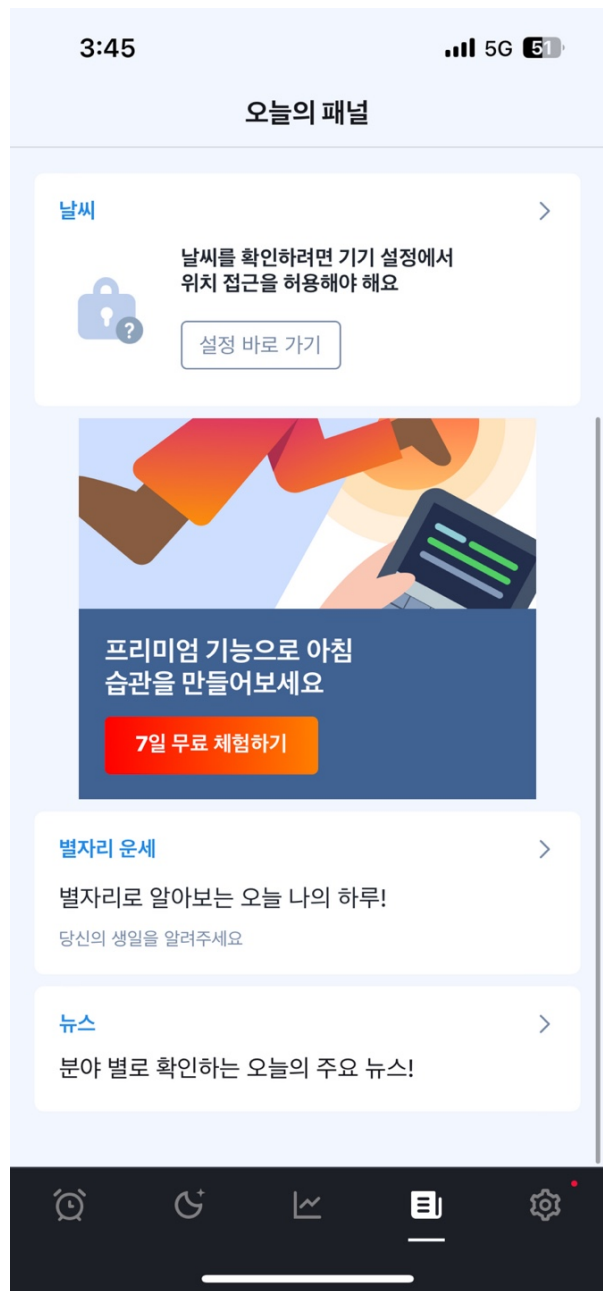 3:45
5G 51
오늘의 패널
날씨
날씨를 확인하려면 기기 설정에서
위치 접근을 허용해야 해요
?
설정 바로 가기
프리미엄 기능으로 아침
습관을 만들어보세요
7일 무료 체험하기
별자리 운세
별자리로 알아보는 오늘 나의 하루!
당신의 생일을 알려주세요
뉴스
분야 별로 확인하는 오늘의 주요 뉴스!